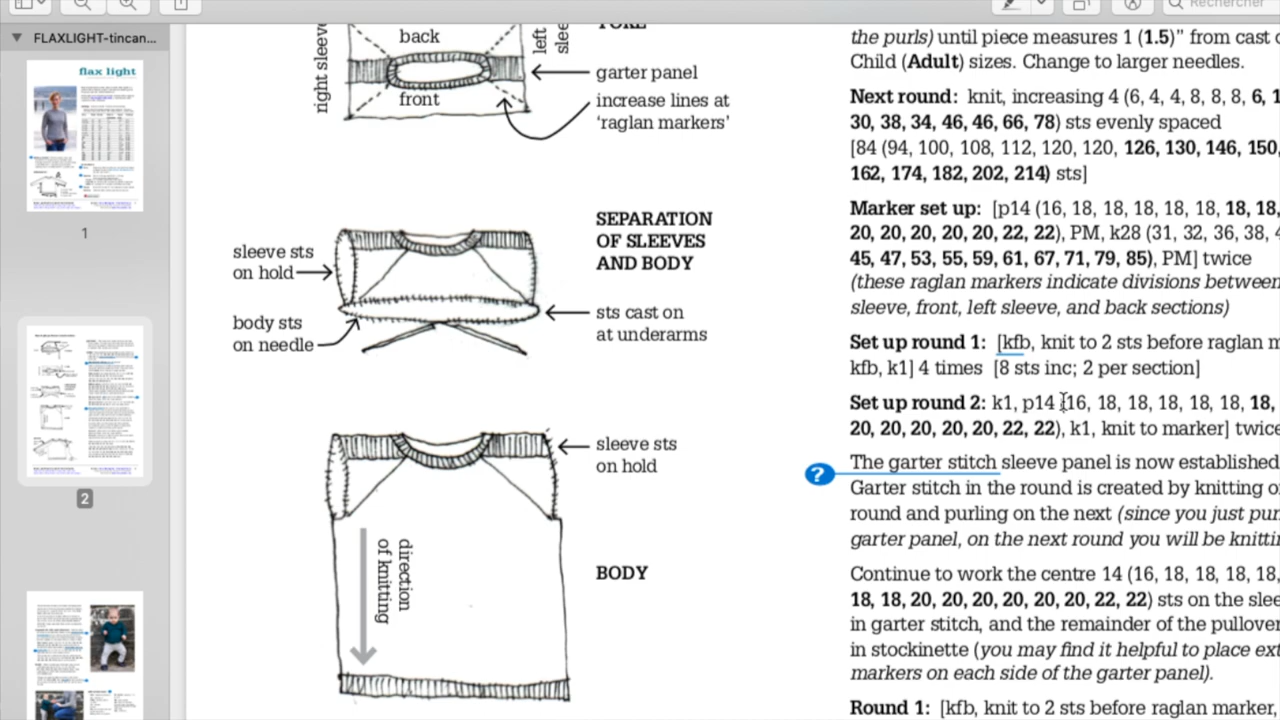 Rechercher
FLAXLIGHT-tincan...
flax light
1
2
back
front
right sleeve
left
garter panel
increase lines at
'raglan markers'
SEPARATION
OF SLEEVES
AND BODY
sleeve sts
on hold
body sts
on needle
sts cast on
at underarms
sleeve sts
on hold
direction
of knitting
BODY
the purls) until piece measures 1 (1.5)" from cast
Child (Adult) sizes. Change to larger needles.
Next round: knit, increasing 4 (6, 4, 4, 8, 8, 8, 6,
30, 38, 34, 46, 46, 66, 78) sts evenly spaced
[84 (94, 100, 108, 112, 120, 120, 126, 130, 146, 150,
162, 174, 182, 202, 214) sts]
Marker set up: [p14 (16, 18, 18, 18, 18, 18, 18, 18,
20, 20, 20, 20, 20, 22, 22), PM, k28 (31, 32, 36, 38,
45, 47, 53, 55, 59, 61, 67, 71, 79, 85), PM] twice
(these raglan markers indicate divisions between
sleeve, front, left sleeve, and back sections)
Set up round 1: [kfb, knit to 2 sts before raglan
kfb, k1] 4 times [8 sts inc; 2 per section]
Set up round 2: k1, p14 (16, 18, 18, 18, 18, 18, 18,
20, 20, 20, 20, 20, 22, 22), k1, knit to marker] twice
? The garter stitch sleeve panel is now established
Garter stitch in the round is created by knitting
round and purling on the next (since you just
garter panel, on the next round you will be
Continue to work the centre 14 (16, 18, 18, 18, 18,
18, 18, 20, 20, 20, 20, 20, 20, 22, 22) sts on the
in garter stitch, and the remainder of the pullover
in stockinette (you may find it helpful to place
markers on each side of the garter panel).
Round 1: [kfb, knit to 2 sts before raglan marker,